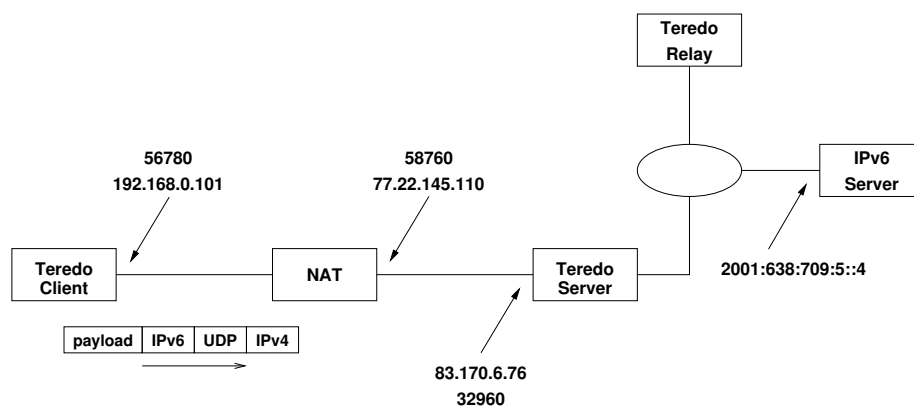 Teredo
Relay
56780
192.168.0.101
58760
77.22.145.110
IPv6
Server
Teredo
Client
NAT
Teredo
Server
2001:638:709:5::4
payload IPv6 UDP IPv4
83.170.6.76
32960